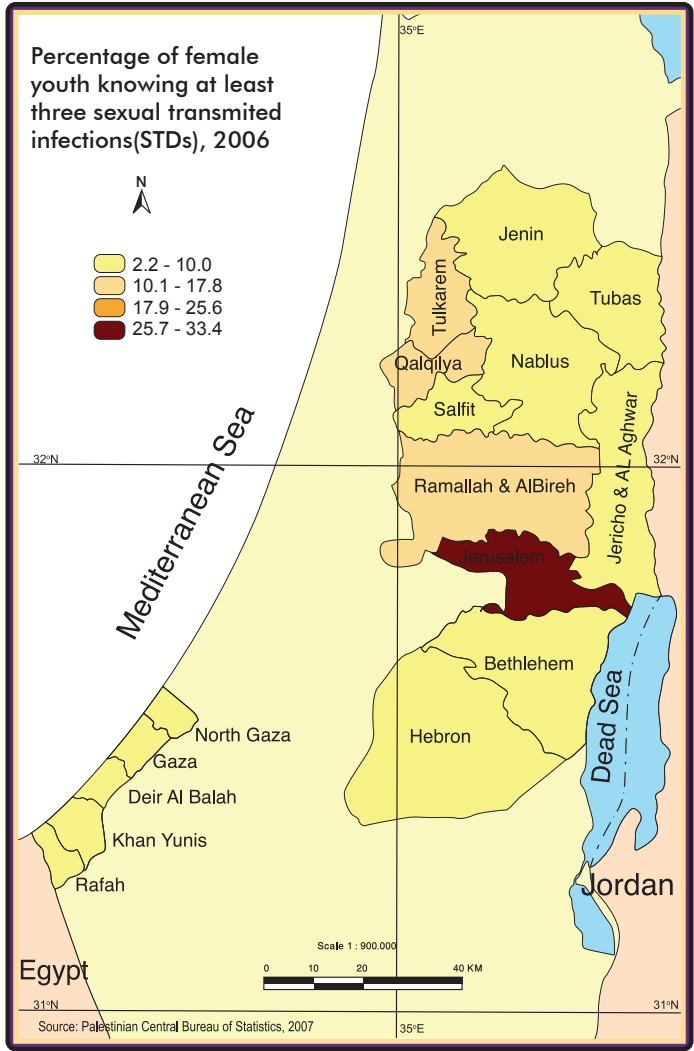 Percentage of female
youth knowing at least
three sexual transmited
infections(STDs), 2006
35°E
N
2.2 - 10.0
10.1 - 17.8
17.9 - 25.6
25.7 - 33.4
Jenin
Tulkarem
Tubas
Qalqilya
Nablus
Salfit
Jericho & AL Aghwar
Mediterranean Sea
32°N
32°N
Ramallah & AlBireh
Jerusalem
Bethlehem
Dead Sea
Hebron
North Gaza
Gaza
Deir Al Balah
Khan Yunis
Rafah
Jordan
Egypt
Scale 1 : 900.000
0 10 20 40 KM
31°N
31°N
Source: Palestinian Central Bureau of Statistics, 2007
35°E